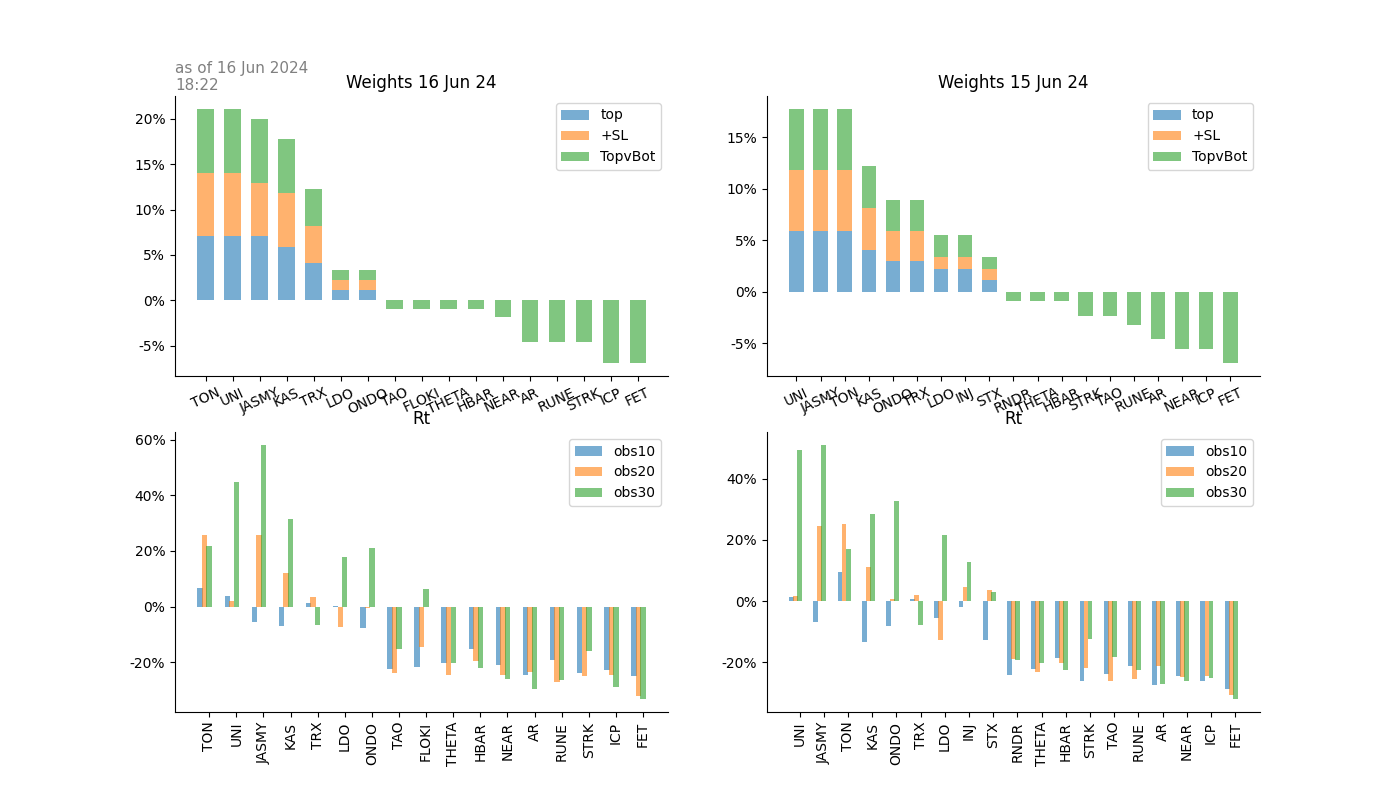 as of 16 Jun 2024
18:22
Weights 16 Jun 24
20%
15%
10%
5%
0%
-5%
top
+SL
TopvBot
TON UNI JASMY KAS TRX LDO ONDO TAO FLOKI THETA HBAR NEAR AR RUNE STRK ICP FET
Weights 15 Jun 24
15%
10%
5%
0%
-5%
top
+SL
TopvBot
UNI JASMY TON KAS ONDO TRX LDO INJ STX RNDR THETA HBAR STRK TAO RUNE AR NEAR ICP FET
Rt
60%
40%
20%
0%
-20%
obs10
obs20
obs30
TON UNI JASMY KAS TRX LDO ONDO TAO FLOKI THETA HBAR NEAR AR RUNE STRK ICP FET
Rt
40%
20%
0%
-20%
obs10
obs20
obs30
UNI JASMY TON KAS ONDO TRX LDO INJ STX RNDR THETA HBAR STRK TAO RUNE AR NEAR ICP FET